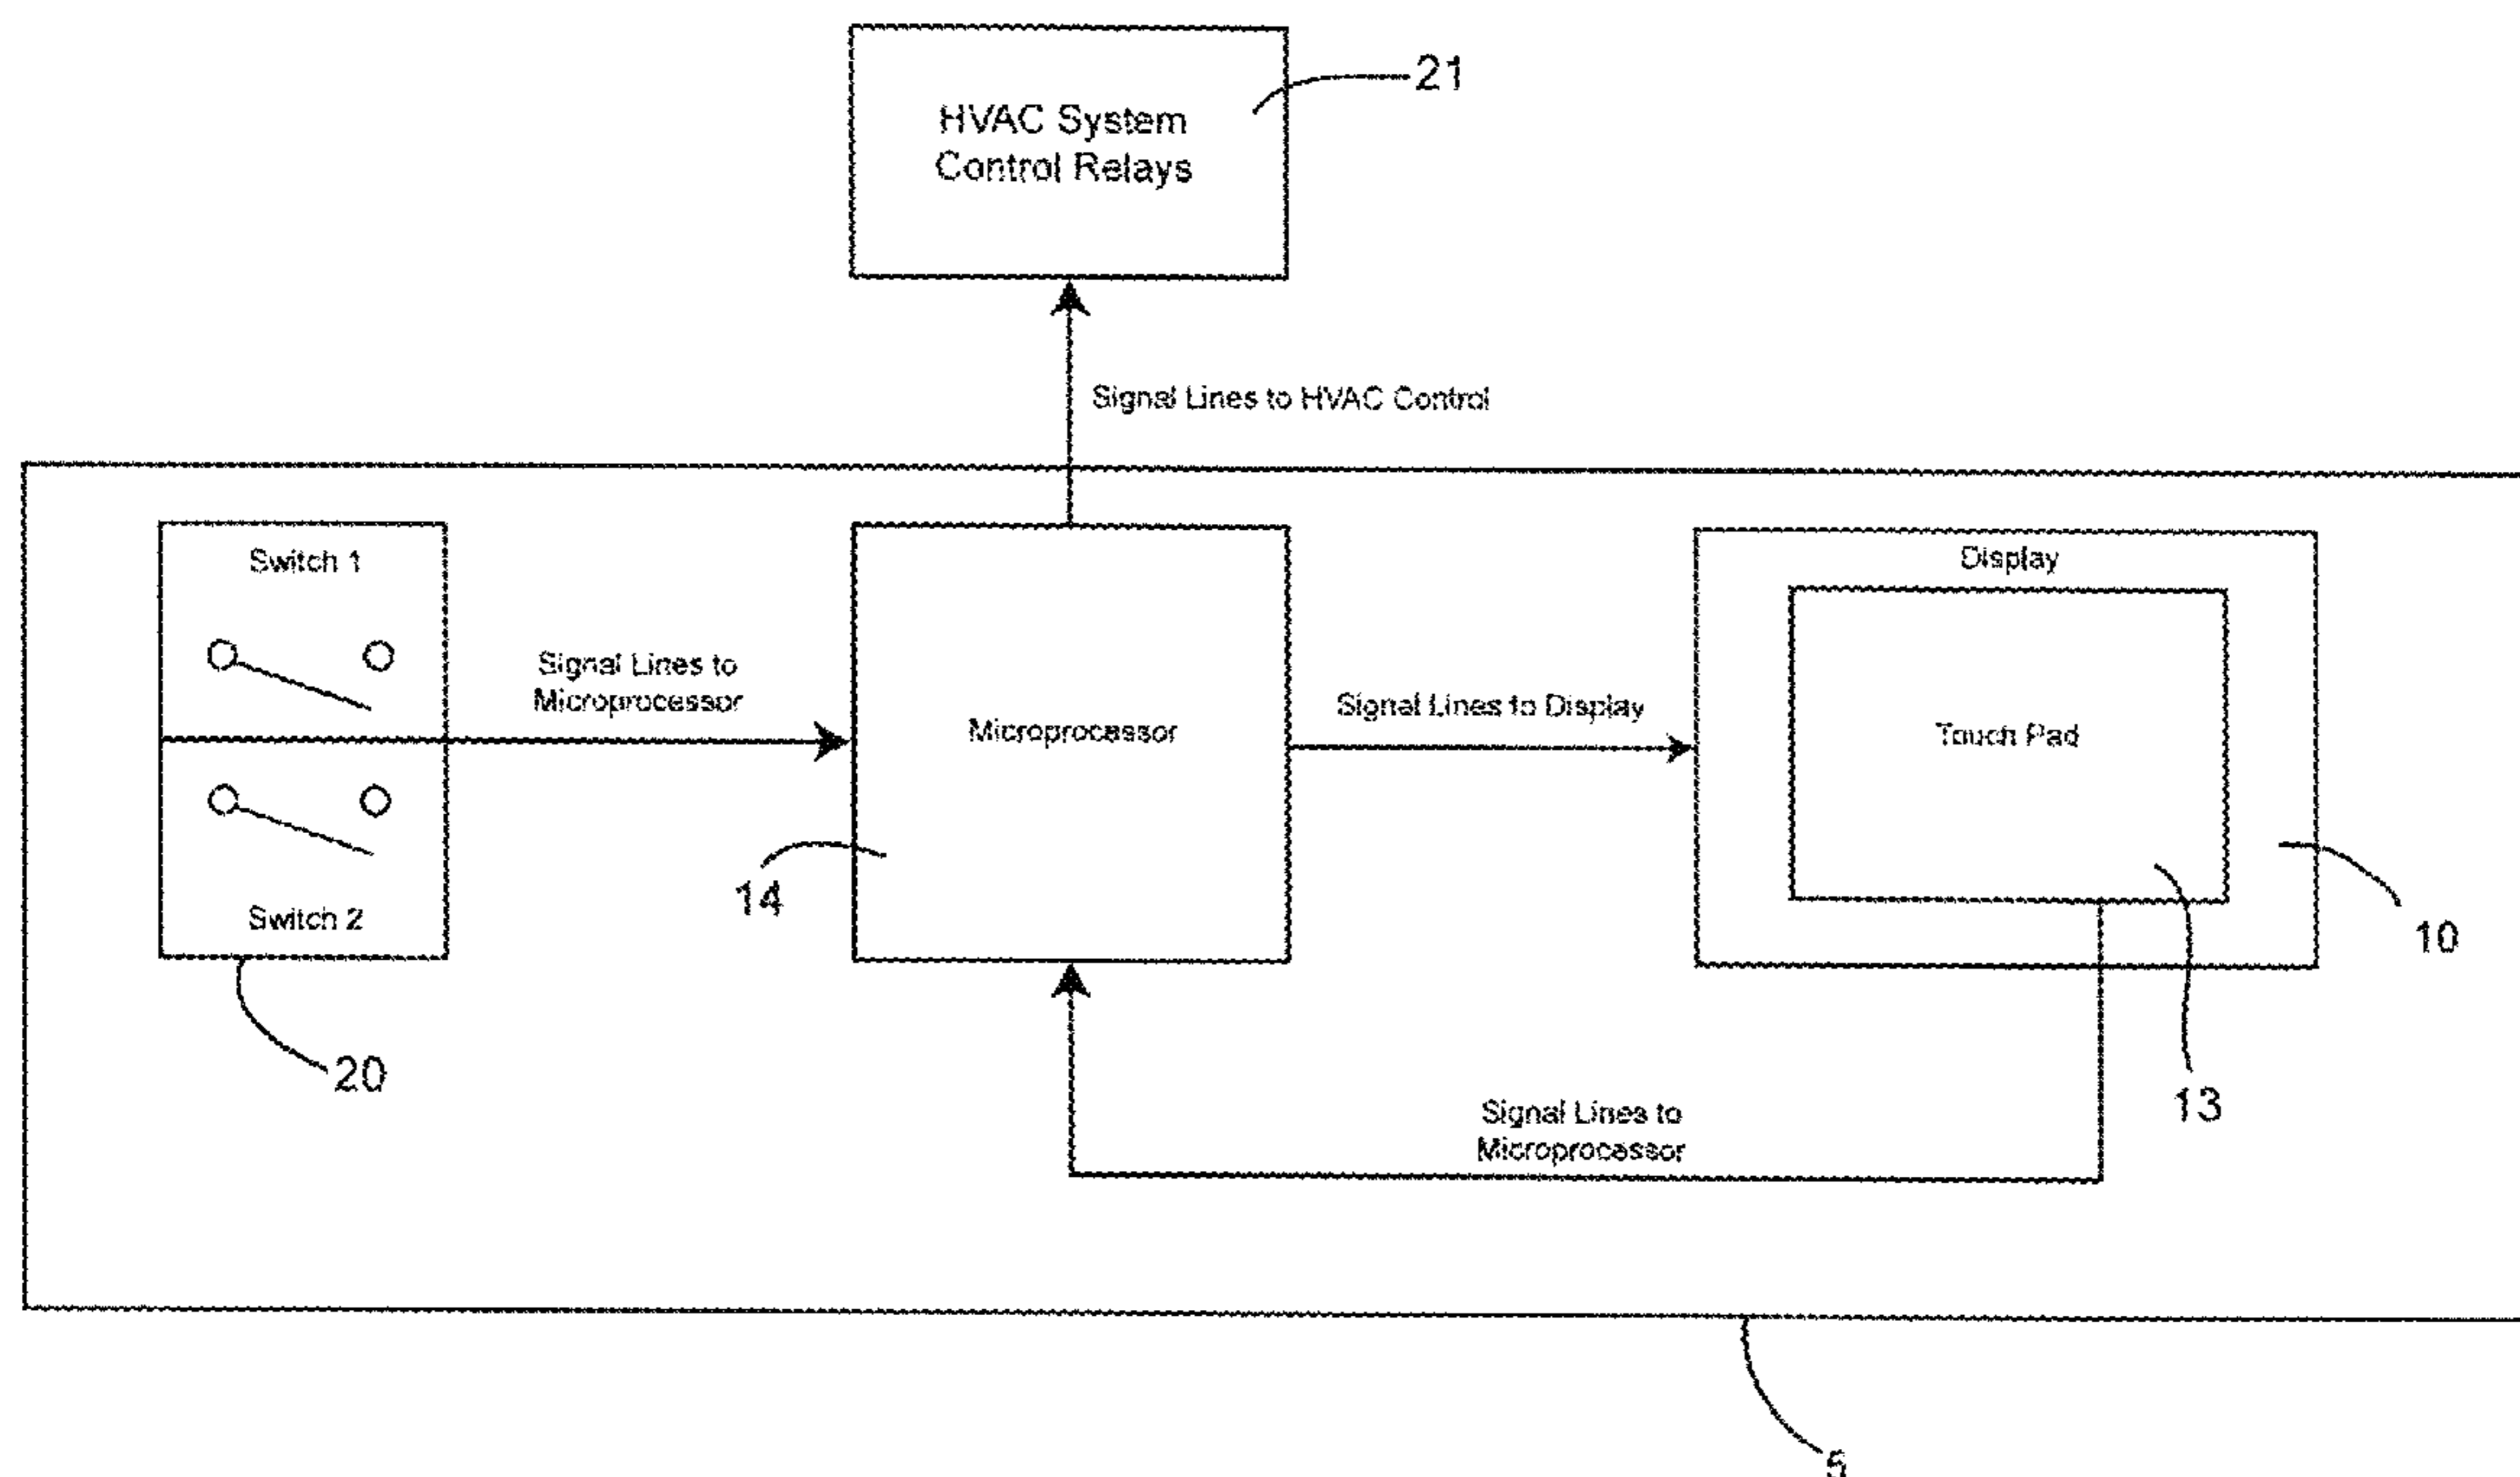 HVAC System
Control Relays
21
Signal Lines to HVAC Control
Switch 1
Signal Lines to
Microprocessor
Switch 2
20
Microprocessor
14
Signal Lines to Display
Display
Touch Pad
10
13
Signal Lines to
Microprocessor
5